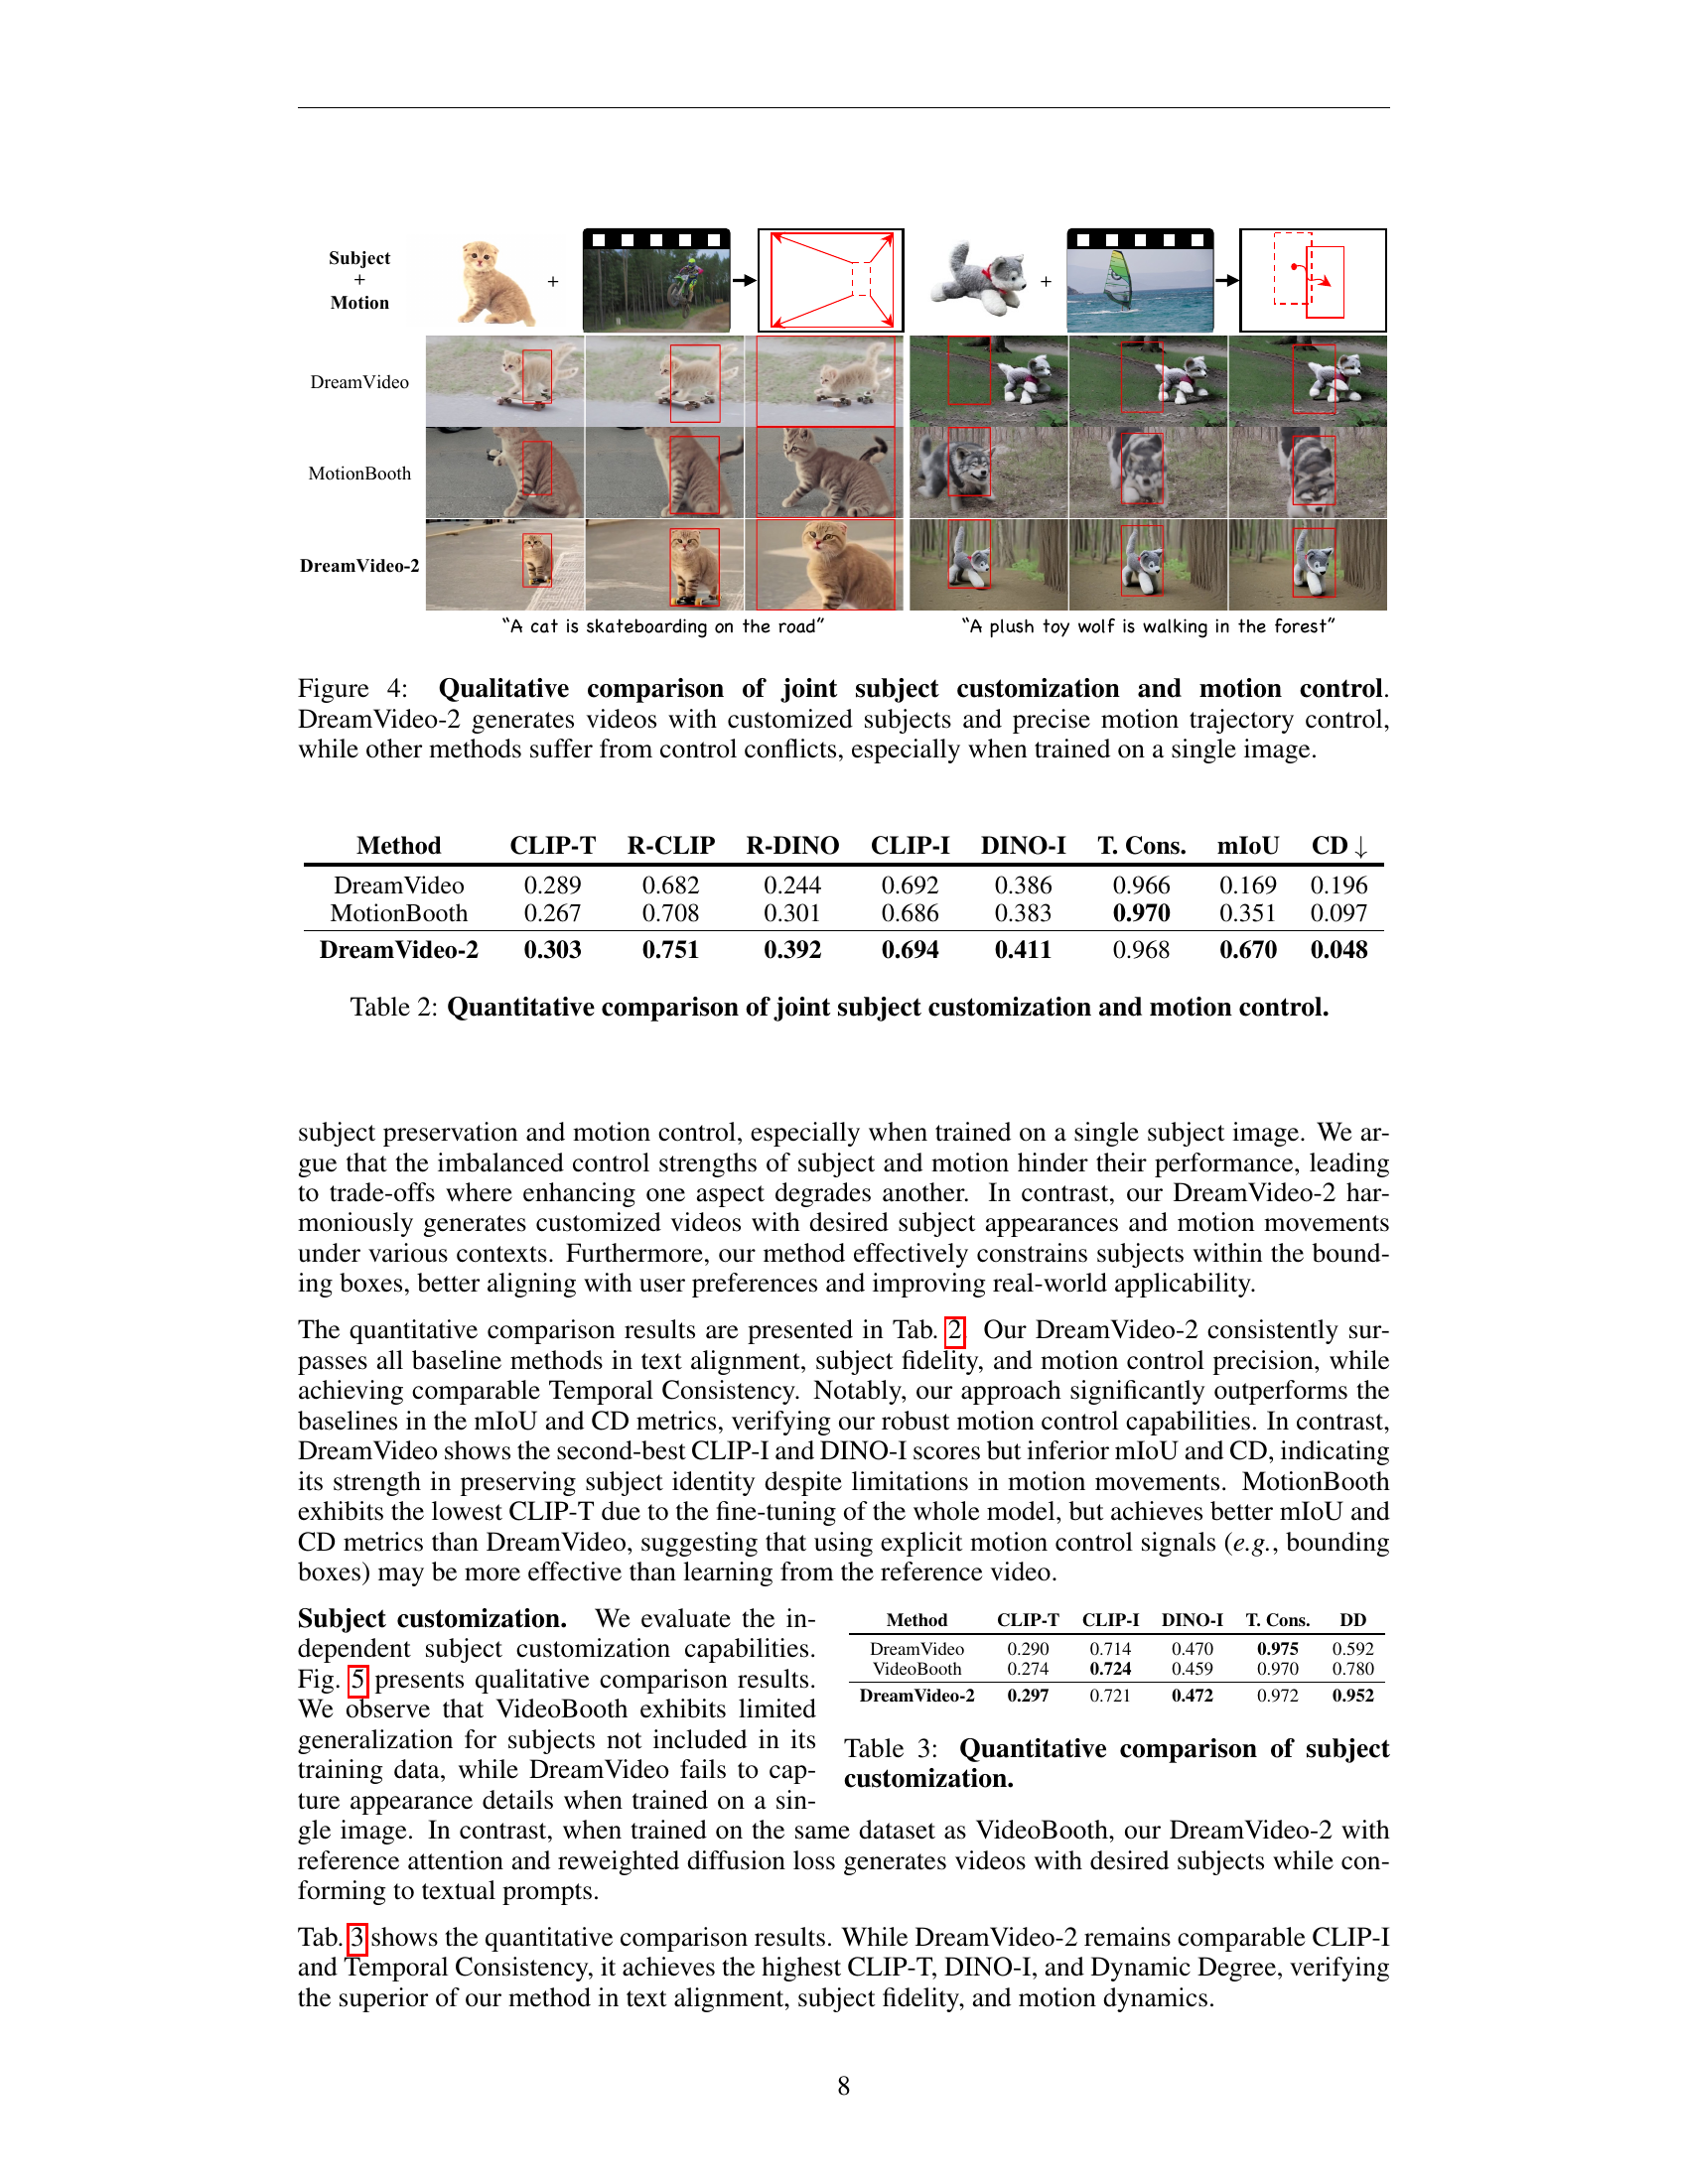 Subject
+
Motion
+
+
DreamVideo
MotionBooth
DreamVideo-2
“A cat is skateboarding on the road”
“A plush toy wolf is walking in the forest”
Figure 4: Qualitative comparison of joint subject customization and motion control.
DreamVideo-2 generates videos with customized subjects and precise motion trajectory control,
while other methods suffer from control conflicts, especially when trained on a single image.
Method CLIP-T R-CLIP R-DINO CLIP-I DINO-I T. Cons. mIoU CD ↓
DreamVideo 0.289 0.682 0.244 0.692 0.386 0.966 0.169 0.196
MotionBooth 0.267 0.708 0.301 0.686 0.383 0.970 0.351 0.097
DreamVideo-2 0.303 0.751 0.392 0.694 0.411 0.968 0.670 0.048
Table 2: Quantitative comparison of joint subject customization and motion control.
subject preservation and motion control, especially when trained on a single subject image. We ar-
gue that the imbalanced control strengths of subject and motion hinder their performance, leading
to trade-offs where enhancing one aspect degrades another. In contrast, our DreamVideo-2 har-
moniously generates customized videos with desired subject appearances and motion movements
under various contexts. Furthermore, our method effectively constrains subjects within the bound-
ing boxes, better aligning with user preferences and improving real-world applicability.
The quantitative comparison results are presented in Tab. 2. Our DreamVideo-2 consistently sur-
passes all baseline methods in text alignment, subject fidelity, and motion control precision, while
achieving comparable Temporal Consistency. Notably, our approach significantly outperforms the
baselines in the mIoU and CD metrics, verifying our robust motion control capabilities. In contrast,
DreamVideo shows the second-best CLIP-I and DINO-I scores but inferior mIoU and CD, indicating
its strength in preserving subject identity despite limitations in motion movements. MotionBooth
exhibits the lowest CLIP-T due to the fine-tuning of the whole model, but achieves better mIoU and
CD metrics than DreamVideo, suggesting that using explicit motion control signals (e.g., bounding
boxes) may be more effective than learning from the reference video.
Subject customization. We evaluate the in-
dependent subject customization capabilities.
Fig. 5 presents qualitative comparison results.
We observe that VideoBooth exhibits limited
generalization for subjects not included in its
training data, while DreamVideo fails to cap-
ture appearance details when trained on a sin-
gle image. In contrast, when trained on the same dataset as VideoBooth, our DreamVideo-2 with
reference attention and reweighted diffusion loss generates videos with desired subjects while con-
forming to textual prompts.
Method CLIP-T CLIP-I DINO-I T. Cons. DD
DreamVideo 0.290 0.714 0.470 0.975 0.592
VideoBooth 0.274 0.724 0.459 0.970 0.780
DreamVideo-2 0.297 0.721 0.472 0.972 0.952
Table 3: Quantitative comparison of subject
customization.
Tab. 3 shows the quantitative comparison results. While DreamVideo-2 remains comparable CLIP-I
and Temporal Consistency, it achieves the highest CLIP-T, DINO-I, and Dynamic Degree, verifying
the superior of our method in text alignment, subject fidelity, and motion dynamics.
8